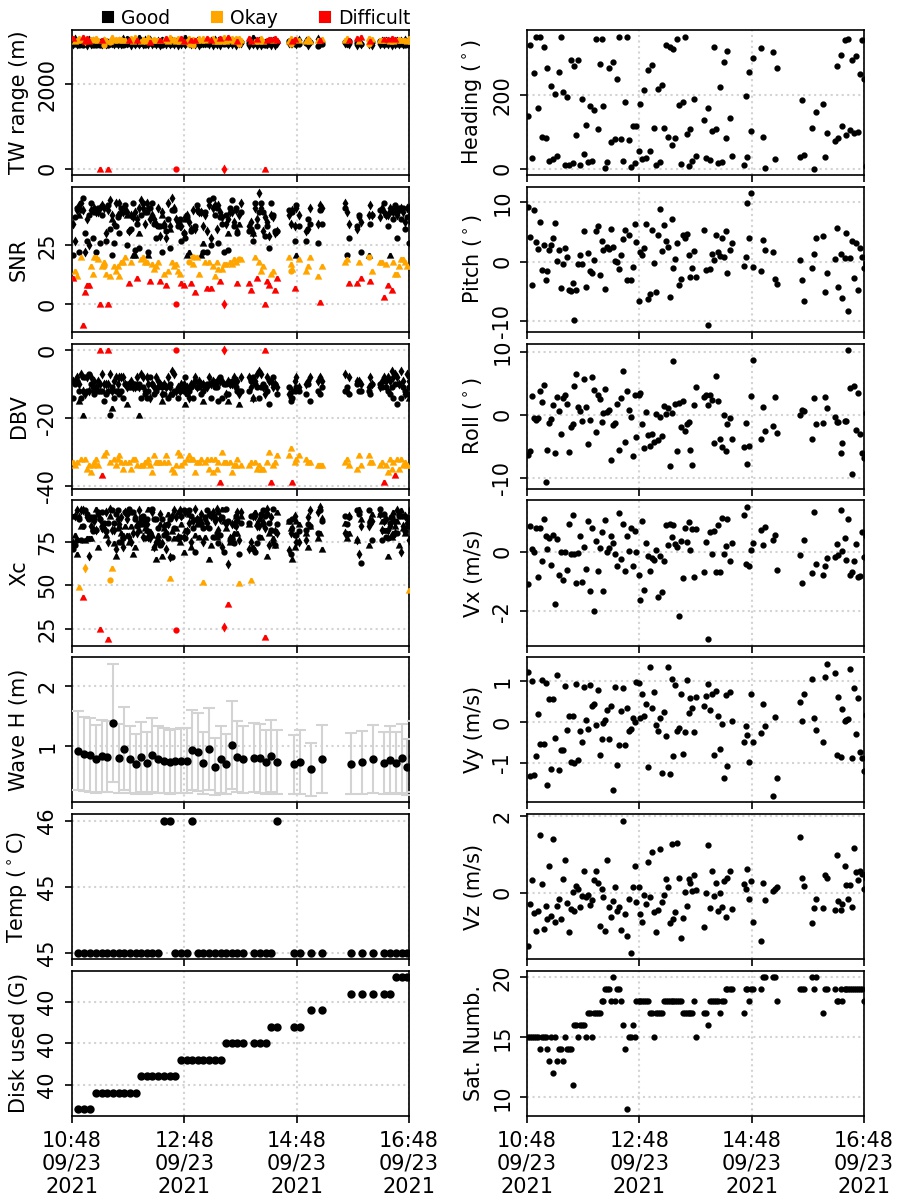 Good Okay Difficult
TW range (m)
2000
0
Heading (°)
200
0
SNR
25
0
Pitch (°)
10
0
-10
DBV
0
-20
-40
Roll (°)
10
0
-10
Xc
75
50
25
Vx (m/s)
0
-2
Wave H (m)
2
1
Vy (m/s)
1
0
-1
Temp (°C)
46
45
45
Vz (m/s)
2
0
Disk used (G)
40
40
40
Sat. Numb.
20
15
10
10:48 12:48 14:48 16:48
09/23 09/23 09/23 09/23
2021 2021 2021 2021
10:48 12:48 14:48 16:48
09/23 09/23 09/23 09/23
2021 2021 2021 2021